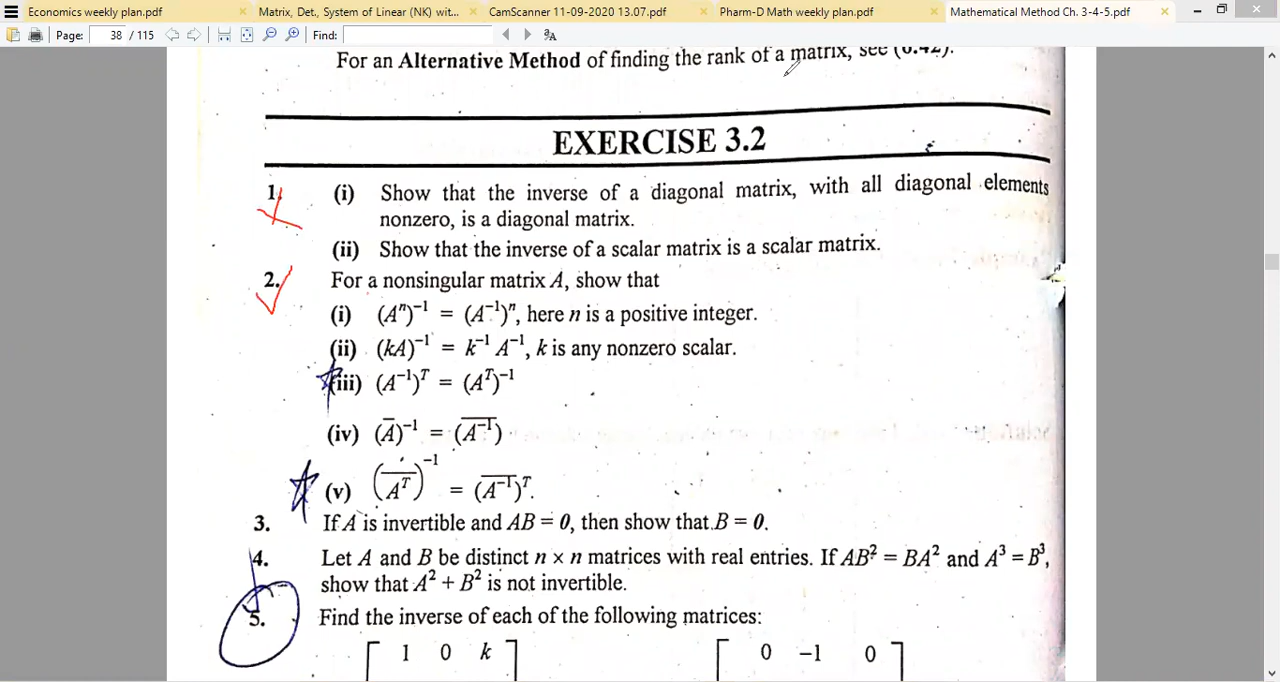 Economics weekly plan.pdf × Matrix, Det., System of Linear (NK) wit... × CamScanner 11-09-2020 13.07.pdf × Pharm-D Math weekly plan.pdf × Mathematical Method Ch. 3-4-5.pdf ×
Page: 38 / 115 Find:
For an Alternative Method of finding the rank of a matrix, see (6.42).
EXERCISE 3.2
1. (i) Show that the inverse of a diagonal matrix, with all diagonal elements
nonzero, is a diagonal matrix.
(ii) Show that the inverse of a scalar matrix is a scalar matrix.
2. For a nonsingular matrix A, show that
(i) (Aⁿ)⁻¹ = (A⁻¹)ⁿ, here n is a positive integer.
(ii) (kA)⁻¹ = k⁻¹ A⁻¹, k is any nonzero scalar.
(iii) (A⁻¹)ᵀ = (Aᵀ)⁻¹
(iv) (A̅)⁻¹ = (A̅⁻̅¹̅)
(v) (A̅ᵀ̅)⁻¹ = (A̅⁻̅¹̅)ᵀ.
3. If A is invertible and AB = 0, then show that B = 0.
4. Let A and B be distinct n × n matrices with real entries. If AB² = BA² and A³ = B³,
show that A² + B² is not invertible.
5. Find the inverse of each of the following matrices:
1 0 k 0 –1 0